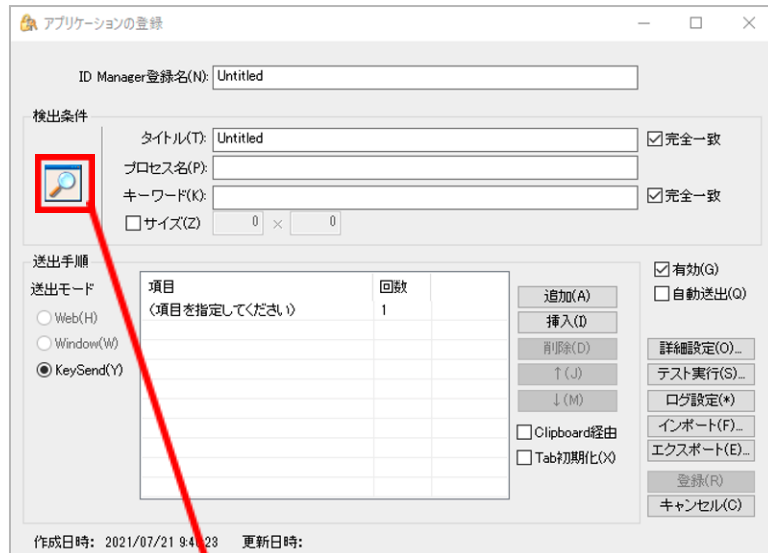 アプリケーションの登録
ID Manager登録名(N): Untitled
検出条件
タイトル(T): Untitled 完全一致
プロセス名(P):
キーワード(K): 完全一致
サイズ(Z) 0 × 0
送出手順
送出モード
Web(H)
Window(W)
KeySend(Y)
項目 回数
(項目を指定してください) 1
追加(A)
挿入(I)
削除(D)
↑(J)
↓(M)
Clipboard経由
Tab初期化(X)
有効(G)
自動送出(Q)
詳細設定(O)...
テスト実行(S)...
ログ設定(*)
インポート(F)...
エクスポート(E)...
登録(R)
キャンセル(C)
作成日時: 2021/07/21 更新日時: